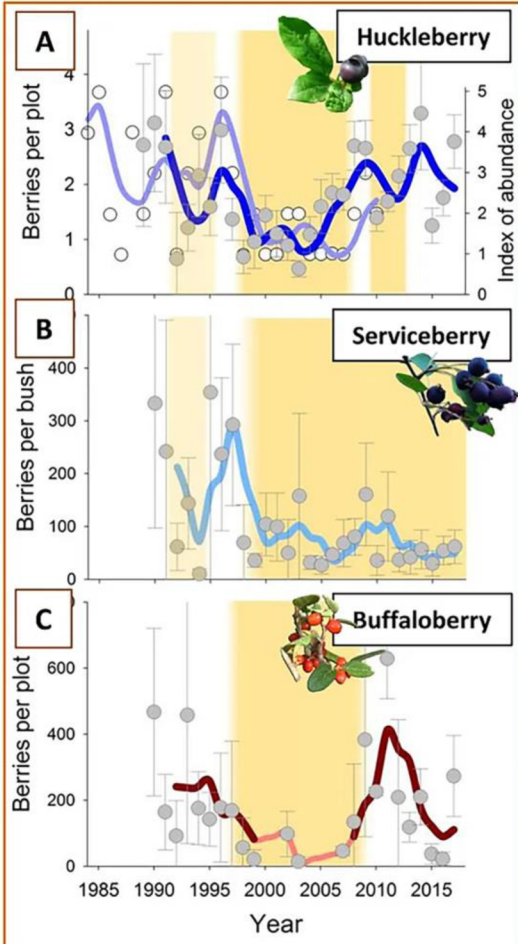 A
Huckleberry
Berries per plot
4
3
2
1
0
5
4
3
2
1
0
Index of abundance
B
Serviceberry
Berries per bush
400
300
200
100
0
C
Buffaloberry
Berries per plot
600
400
200
0
1985 1990 1995 2000 2005 2010 2015
Year